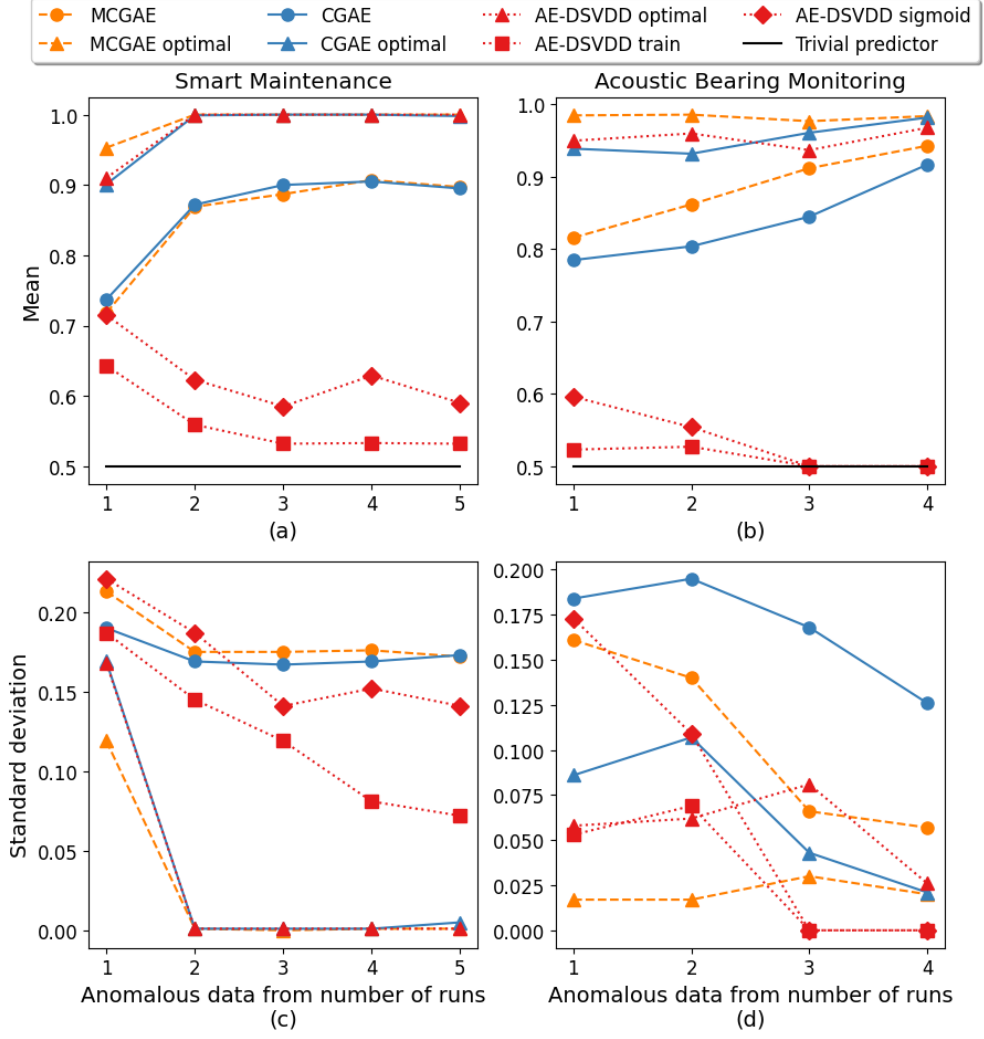 MCGAE CGAE AE-DSVDD optimal AE-DSVDD sigmoid
MCGAE optimal CGAE optimal AE-DSVDD train Trivial predictor
Smart Maintenance Acoustic Bearing Monitoring
Mean
1.0
0.9
0.8
0.7
0.6
0.5
1 2 3 4 5
(a)
1.0
0.9
0.8
0.7
0.6
0.5
1 2 3 4
(b)
Standard deviation
0.20
0.15
0.10
0.05
0.00
1 2 3 4 5
Anomalous data from number of runs
(c)
0.200
0.175
0.150
0.125
0.100
0.075
0.050
0.025
0.000
1 2 3 4
Anomalous data from number of runs
(d)